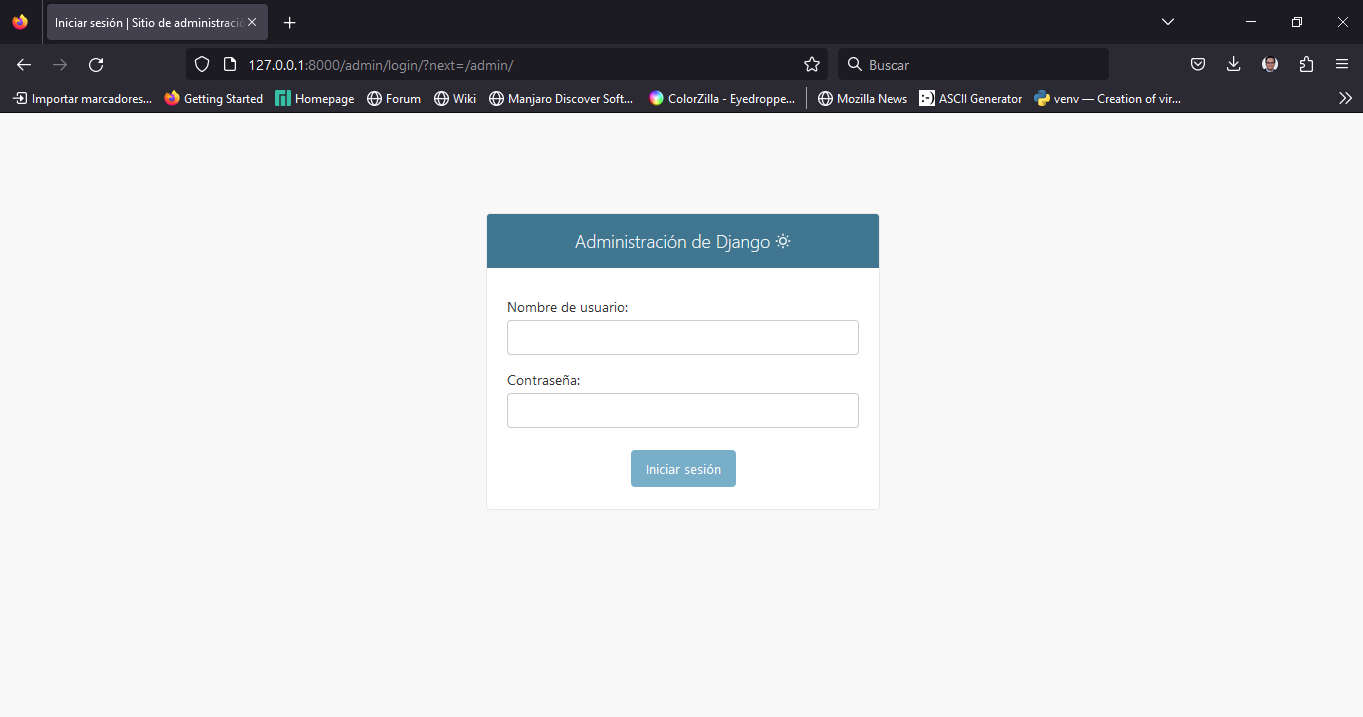 Iniciar sesión | Sitio de administració
127.0.0.1:8000/admin/login/?next=/admin/
Buscar
Importar marcadores...
Getting Started
Homepage
Forum
Wiki
Manjaro Discover Soft...
ColorZilla - Eyedroppe...
Mozilla News
:-)
ASCII Generator
venv — Creation of vir...
Administración de Django
Nombre de usuario:
Contraseña:
Iniciar sesión